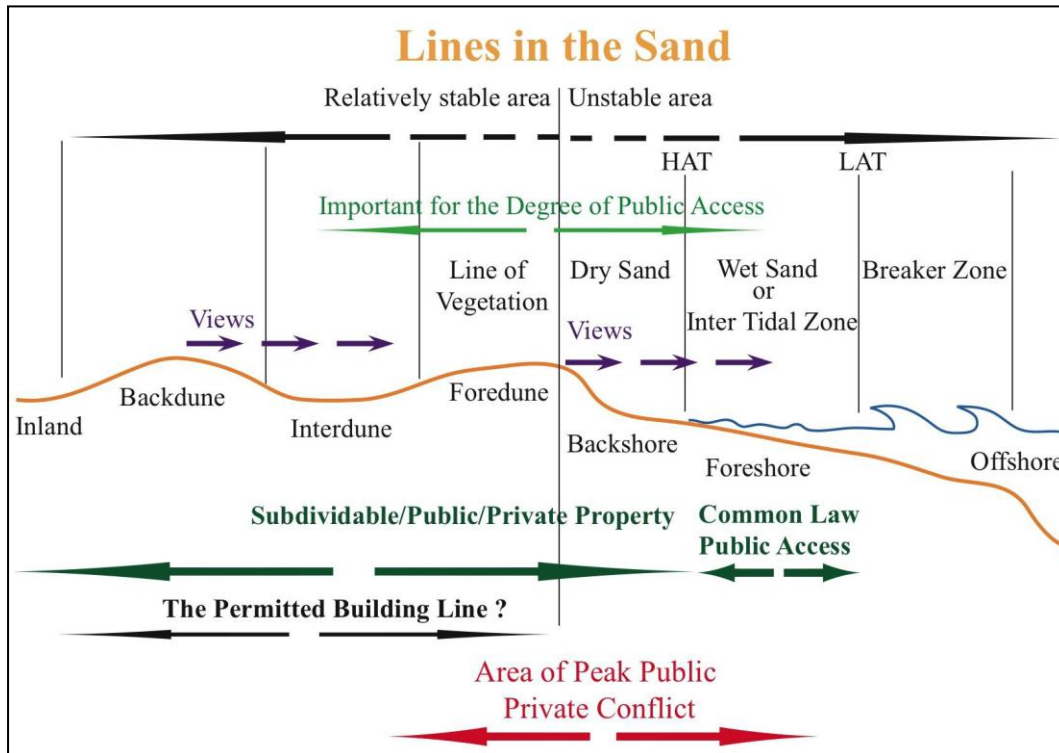 Lines in the Sand
Relatively stable area
Unstable area
HAT
LAT
Important for the Degree of Public Access
Line of
Vegetation
Dry Sand
Wet Sand
or
Inter Tidal Zone
Breaker Zone
Views
Views
Inland
Backdune
Interdune
Foredune
Backshore
Foreshore
Offshore
Subdividable/Public/Private Property
Common Law
Public Access
The Permitted Building Line ?
Area of Peak Public
Private Conflict